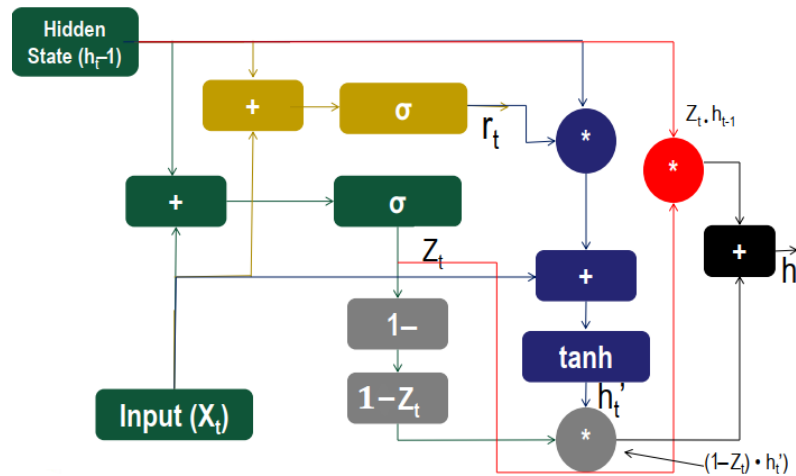 Hidden
State (hₜ–1)
+
σ
rₜ
*
Zₜ . hₜ₋₁
*
+
σ
Zₜ
+
+
h
1–
tanh
1–Zₜ
hₜ’
Input (Xₜ)
*
(1–Zₜ) • hₜ’)